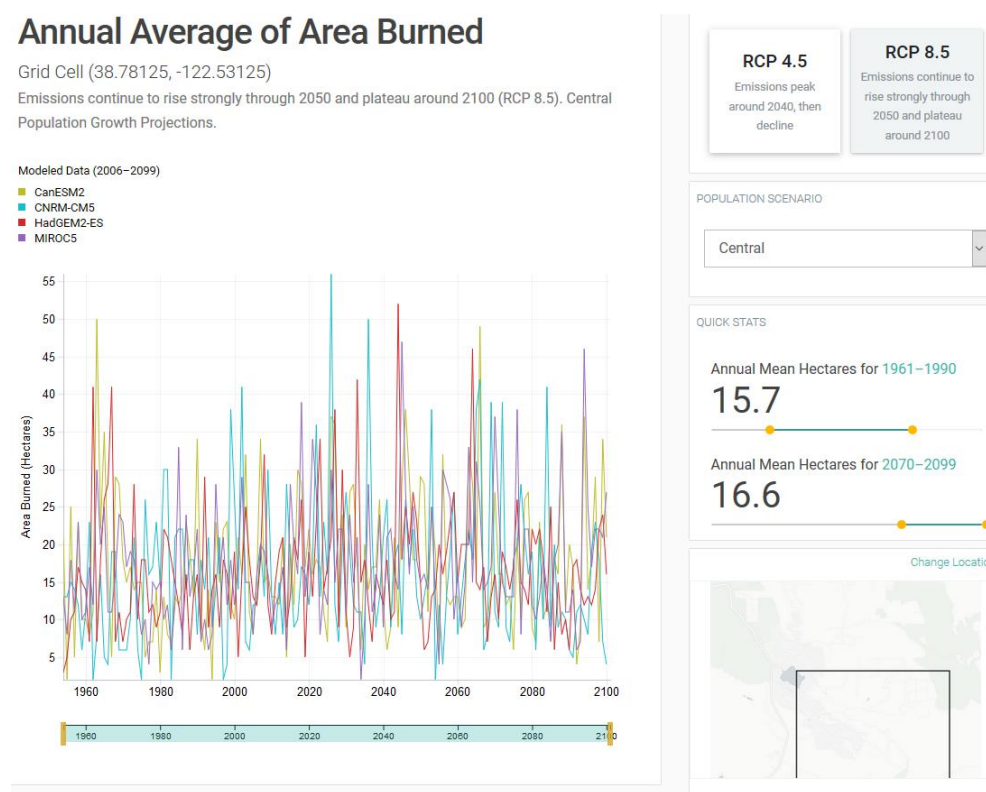 Annual Average of Area Burned
Grid Cell (38.78125, -122.53125)
Emissions continue to rise strongly through 2050 and plateau around 2100 (RCP 8.5). Central
Population Growth Projections.
Modeled Data (2006–2099)
CanESM2
CNRM-CM5
HadGEM2-ES
MIROC5
Area Burned (Hectares)
55
50
45
40
35
30
25
20
15
10
5
1960 1980 2000 2020 2040 2060 2080 2100
1960 1980 2000 2020 2040 2060 2080 2100
RCP 4.5
Emissions peak
around 2040, then
decline
RCP 8.5
Emissions continue to
rise strongly through
2050 and plateau
around 2100
POPULATION SCENARIO
Central
QUICK STATS
Annual Mean Hectares for 1961–1990
15.7
Annual Mean Hectares for 2070–2099
16.6
Change Locatio